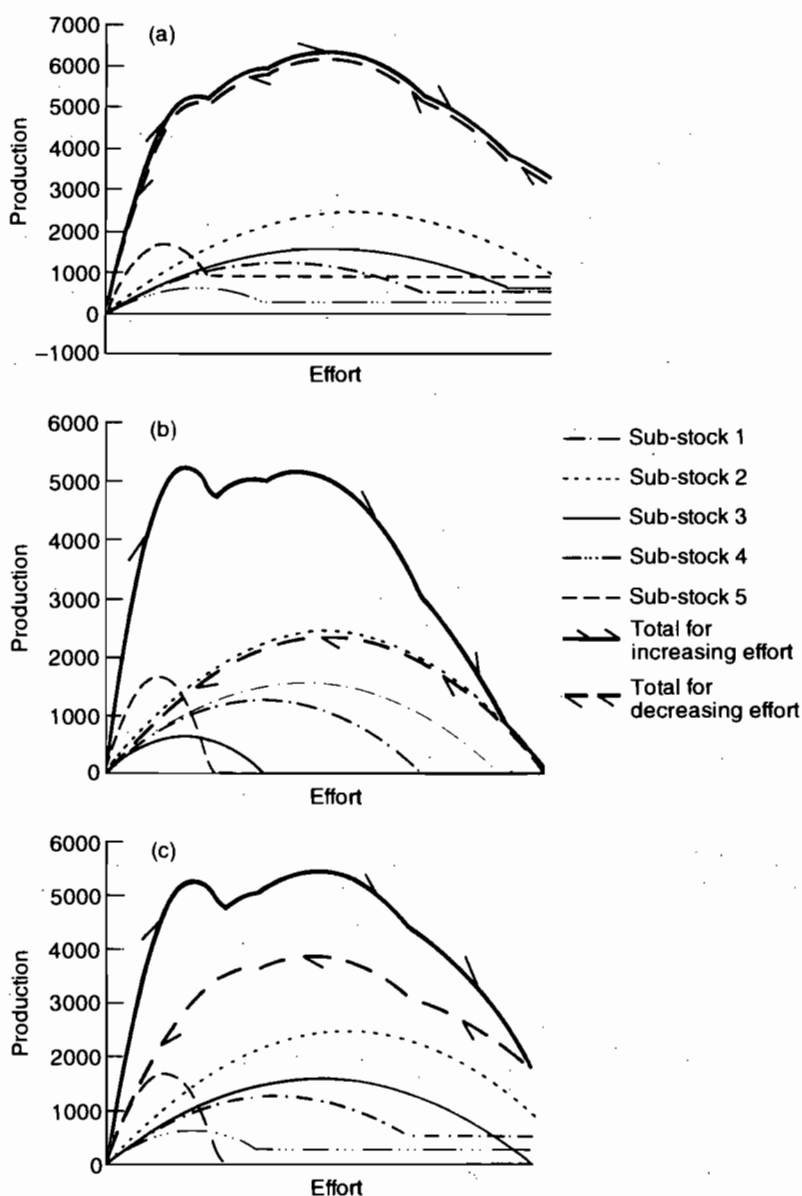 (a)
7000
6000
5000
4000
3000
2000
1000
0
−1000
Production
Effort
(b)
6000
5000
4000
3000
2000
1000
0
Production
Effort
Sub-stock 1
Sub-stock 2
Sub-stock 3
Sub-stock 4
Sub-stock 5
Total for
increasing effort
Total for
decreasing effort
(c)
6000
5000
4000
3000
2000
1000
0
Production
Effort